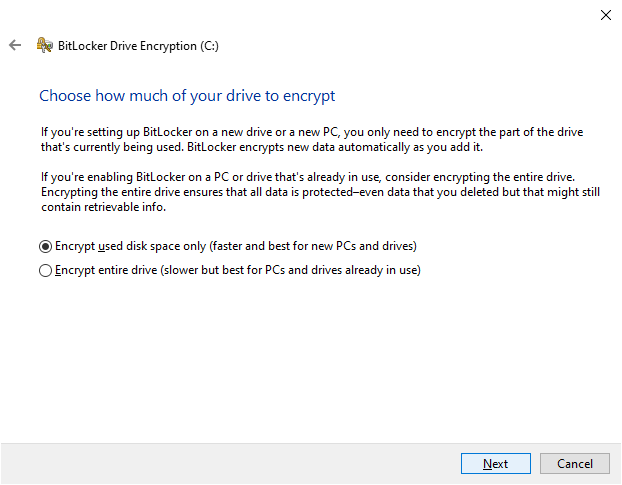 BitLocker Drive Encryption (C:)
Choose how much of your drive to encrypt
If you're setting up BitLocker on a new drive or a new PC, you only need to encrypt the part of the drive
that's currently being used. BitLocker encrypts new data automatically as you add it.
If you're enabling BitLocker on a PC or drive that's already in use, consider encrypting the entire drive.
Encrypting the entire drive ensures that all data is protected–even data that you deleted but that might still
contain retrievable info.
Encrypt used disk space only (faster and best for new PCs and drives)
Encrypt entire drive (slower but best for PCs and drives already in use)
Next Cancel